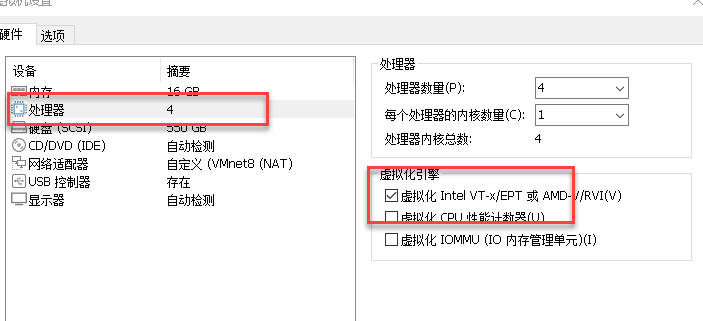 虚拟机设置
硬件 选项
设备 摘要
内存 16 GB
处理器 4
硬盘 (SCSI) 550 GB
CD/DVD (IDE) 自动检测
网络适配器 自定义 (VMnet8 (NAT)
USB 控制器 存在
显示器 自动检测
处理器
处理器数量(P): 4
每个处理器的内核数量(C): 1
处理器内核总数: 4
虚拟化引擎
虚拟化 Intel VT-x/EPT 或 AMD-V/RVI(V)
虚拟化 CPU 性能计数器(U)
虚拟化 IOMMU (IO 内存管理单元)(I)